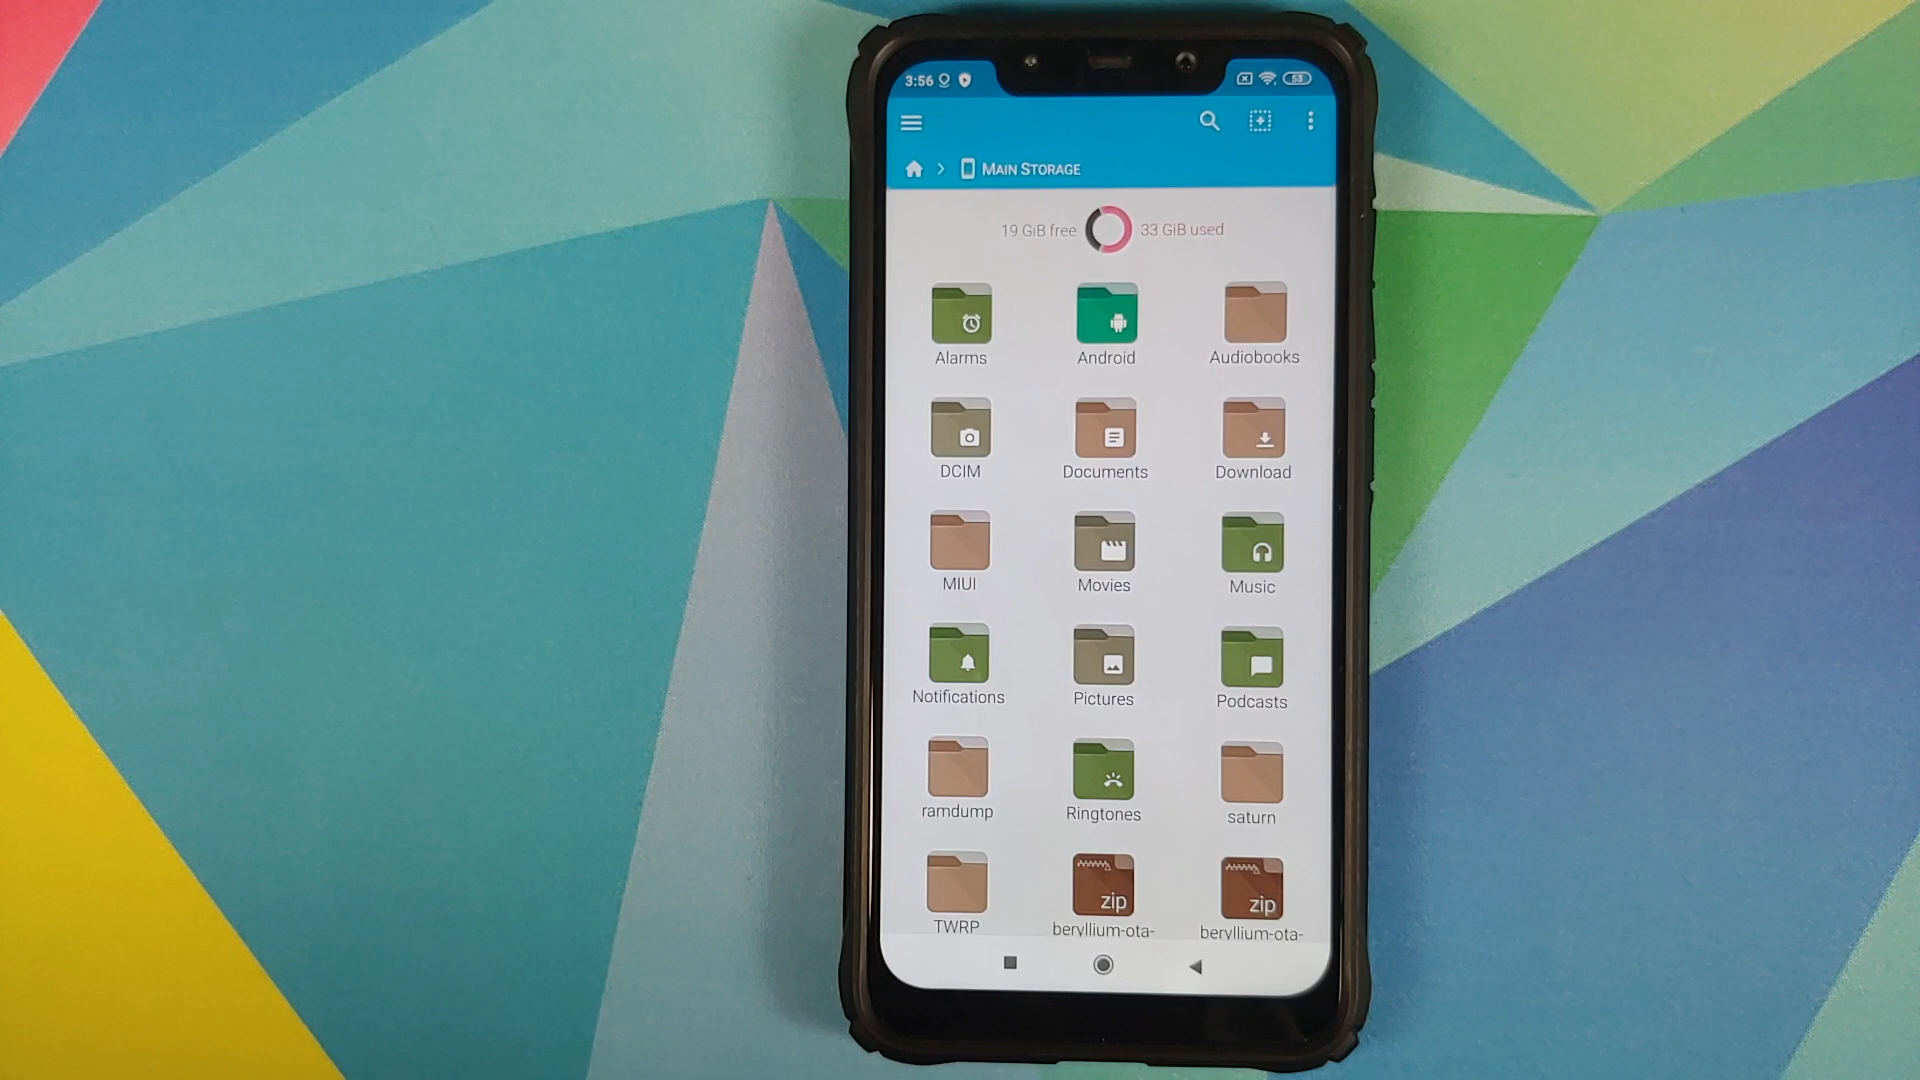 3:56 53
MAIN STORAGE
19 GiB free 33 GiB used
Alarms Android Audiobooks
DCIM Documents Download
MIUI Movies Music
Notifications Pictures Podcasts
ramdump Ringtones saturn
zip zip
TWRP beryllium-ota- beryllium-ota-